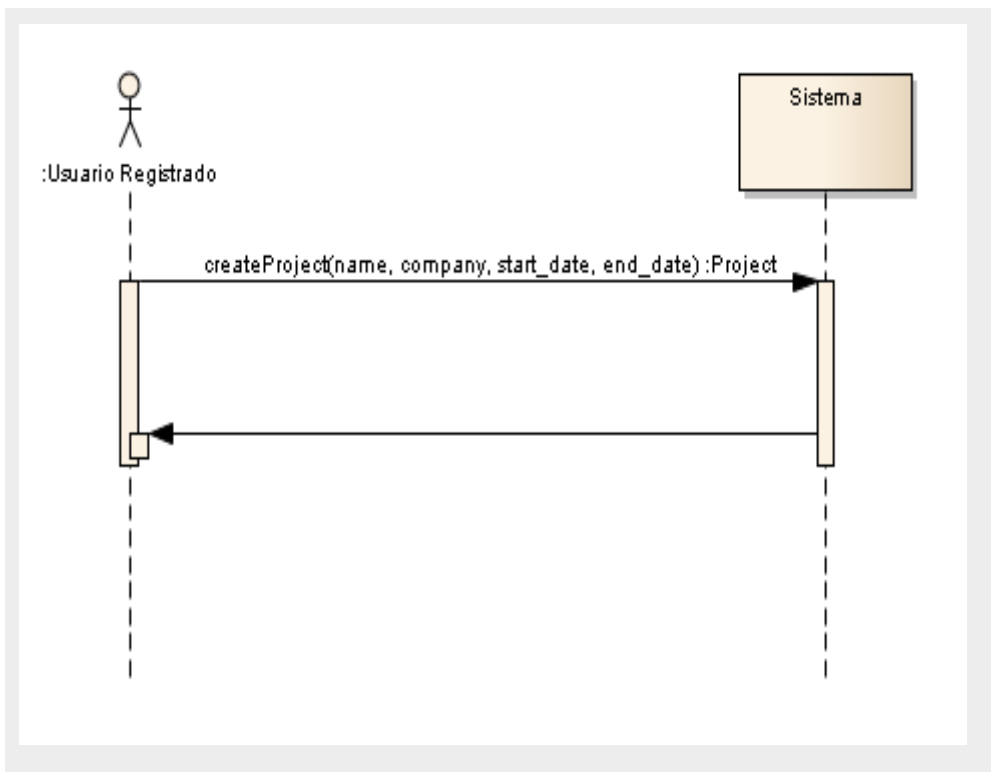 Sistema
:Usuario Registrado
createProject(name, company, start_date, end_date) :Project